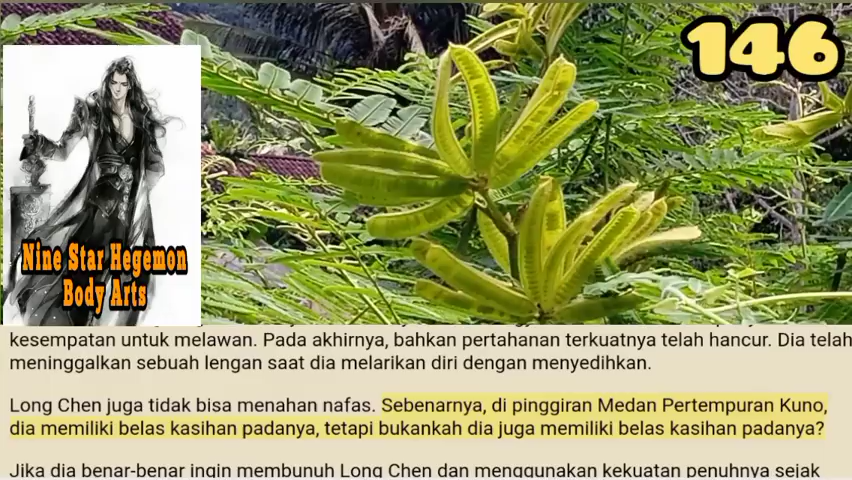 146
Nine Star Hegemon
Body Arts
kesempatan untuk melawan. Pada akhirnya, bahkan pertahanan terkuatnya telah hancur. Dia telah
meninggalkan sebuah lengan saat dia melarikan diri dengan menyedihkan.
Long Chen juga tidak bisa menahan nafas. Sebenarnya, di pinggiran Medan Pertempuran Kuno,
dia memiliki belas kasihan padanya, tetapi bukankah dia juga memiliki belas kasihan padanya?
Jika dia benar-benar ingin membunuh Long Chen dan menggunakan kekuatan penuhnya sejak